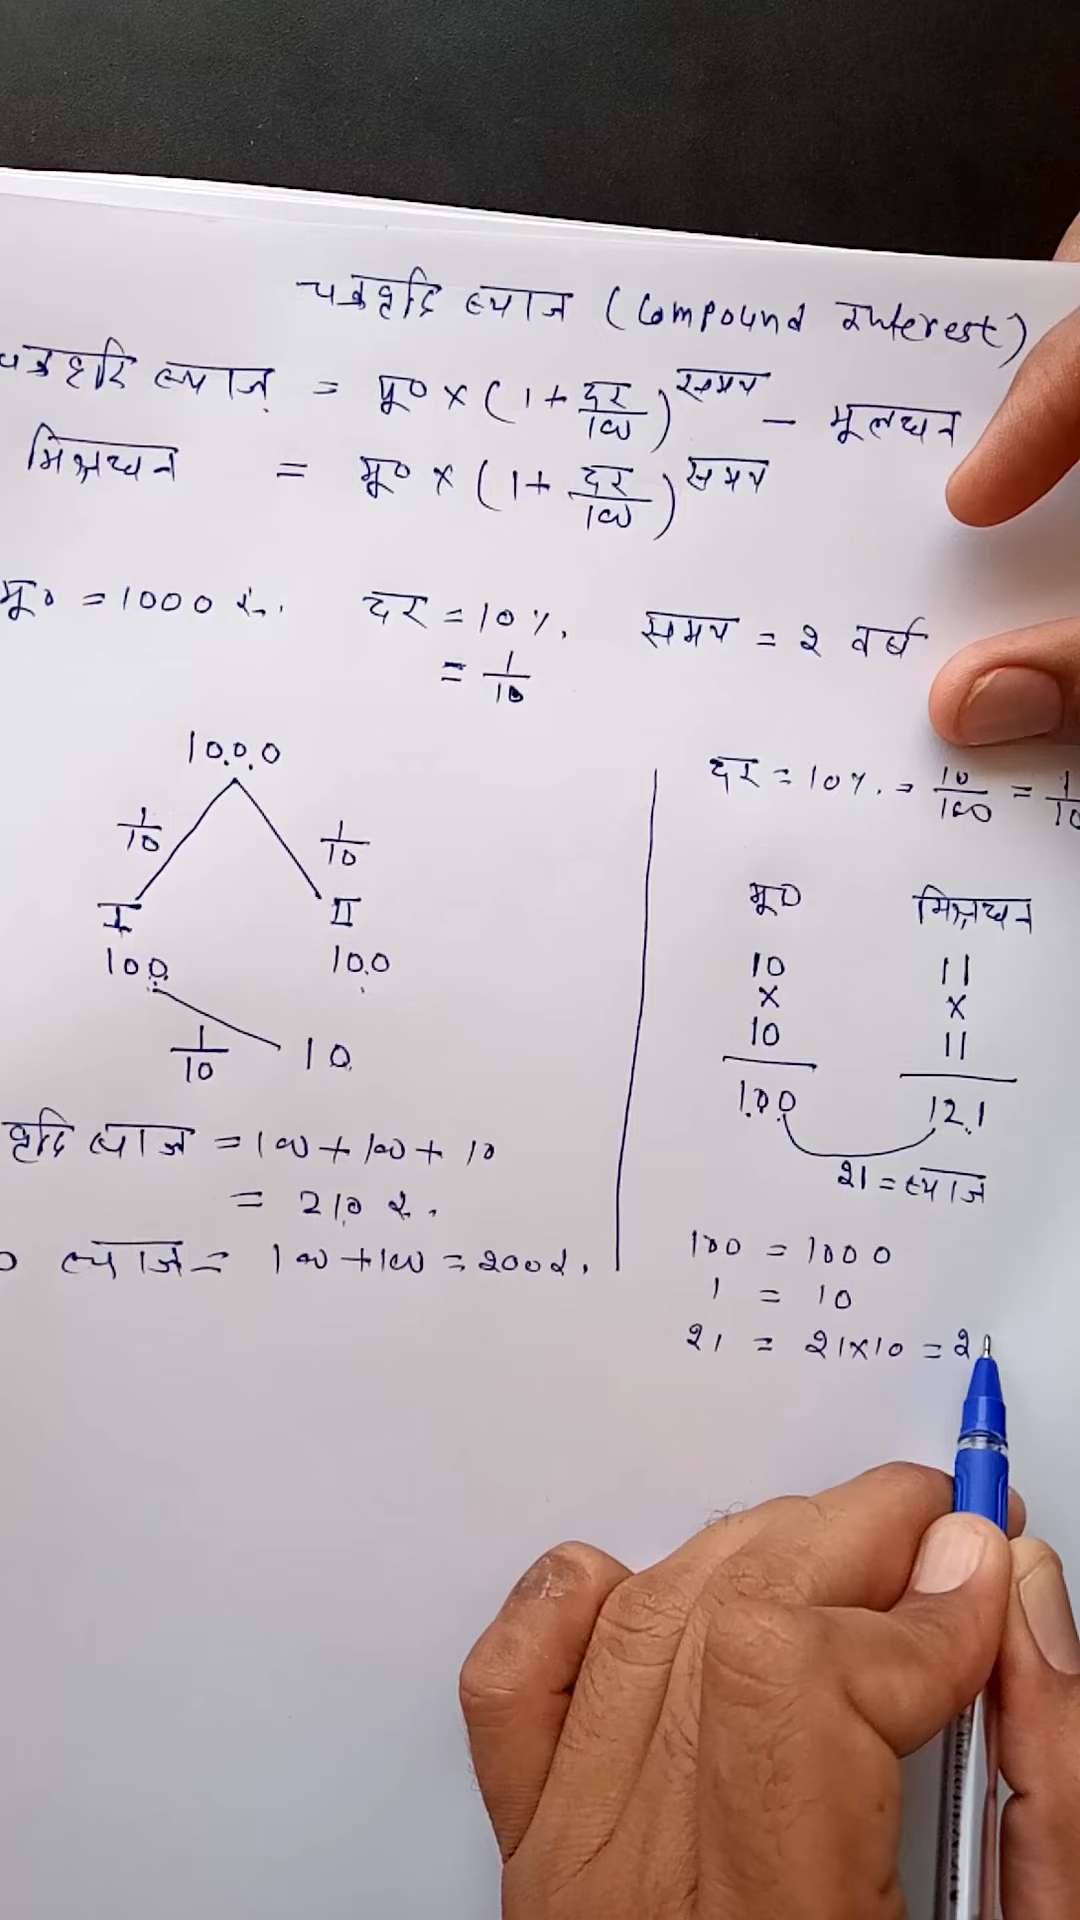 चक्रवृद्धि ब्याज (Compound Interest)
चक्रवृद्धि ब्याज = मू० × (1 + दर/100)^समय − मूलधन
मिश्रधन = मू० × (1 + दर/100)^समय
मू० = 1000 रु. दर = 10%. समय = २ वर्ष
= 1/10
1000
1/10 1/10
I II
100 100
1/10 10
वृद्धि ब्याज = 100 + 100 + 10
= 210 रु.
ब्याज = 100 + 100 = 200 रु.
दर = 10%. = 10/100 = 1/10
मू० मिश्रधन
10 11
× ×
10 11
100 121
21 = ब्याज
100 = 1000
1 = 10
21 = 21×10 = 2